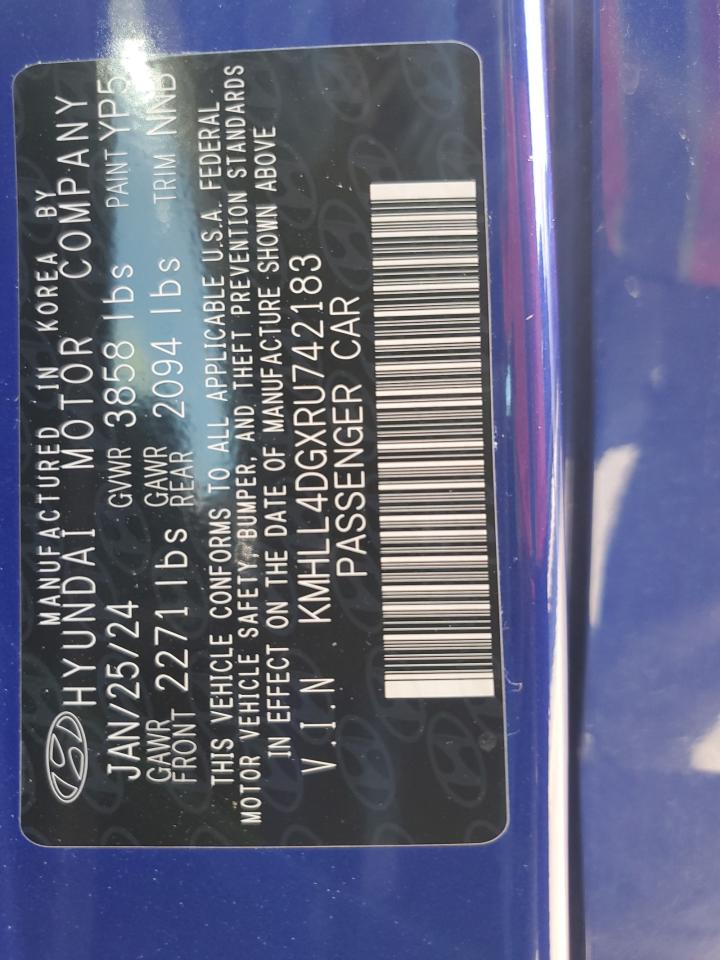 MANUFACTURED IN KOREA BY
HYUNDAI MOTOR COMPANY
JAN/25/24 GVWR 3858 lbs PAINT YP5
GAWR FRONT 2271 lbs GAWR REAR 2094 lbs TRIM NNB
THIS VEHICLE CONFORMS TO ALL APPLICABLE U.S.A. FEDERAL
MOTOR VEHICLE SAFETY, BUMPER, AND THEFT PREVENTION STANDARDS
IN EFFECT ON THE DATE OF MANUFACTURE SHOWN ABOVE
V.I.N KMHLL4DGXRU742183
PASSENGER CAR